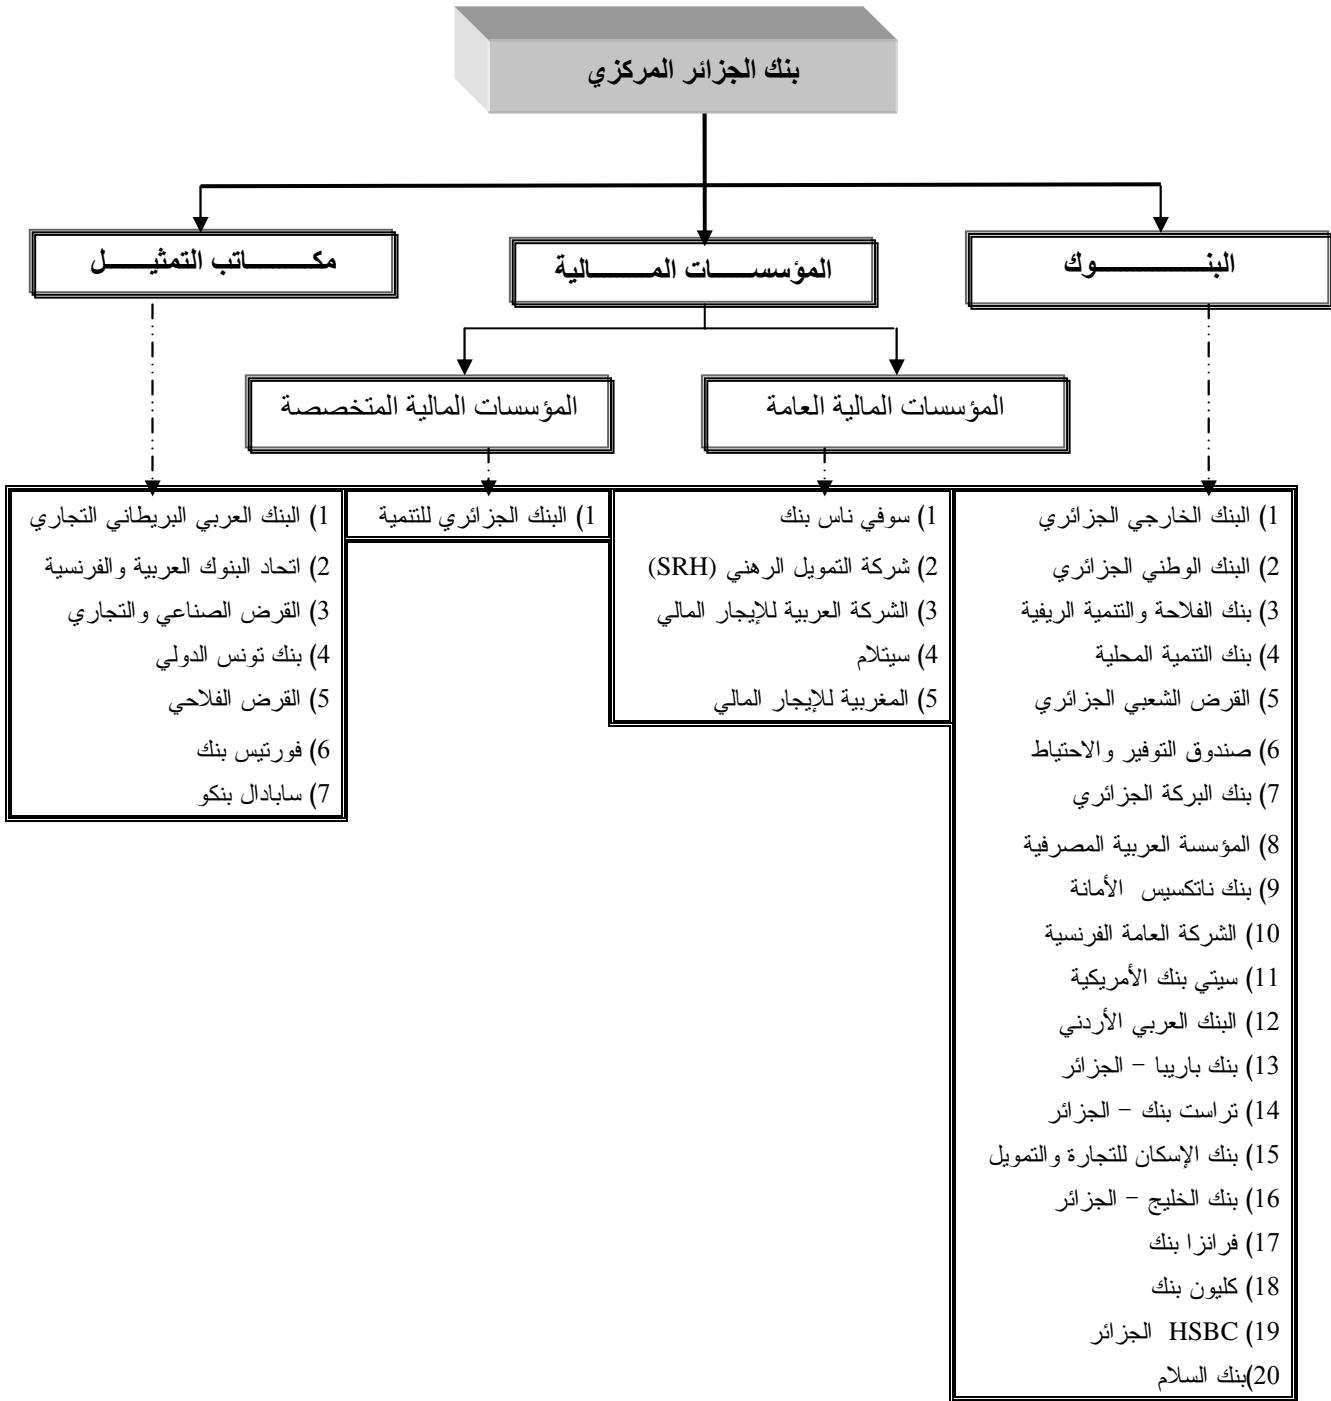 بنك الجزائر المركزي
البنــــــــــــــوك
المؤسســــــات المـــــــــالية
مكـــــــــاتب التمثيـــــــل
المؤسسات المالية العامة
المؤسسات المالية المتخصصة
1) البنك الخارجي الجزائري
2) البنك الوطني الجزائري
3) بنك الفلاحة والتنمية الريفية
4) بنك التنمية المحلية
5) القرض الشعبي الجزائري
6) صندوق التوفير والاحتياط
7) بنك البركة الجزائري
8) المؤسسة العربية المصرفية
9) بنك ناتكسيس الأمانة
10) الشركة العامة الفرنسية
11) سيتي بنك الأمريكية
12) البنك العربي الأردني
13) بنك باريبا – الجزائر
14) تراست بنك – الجزائر
15) بنك الإسكان للتجارة والتمويل
16) بنك الخليج – الجزائر
17) فرانزا بنك
18) كليون بنك
19) HSBC الجزائر
20)بنك السلام
1) سوفي ناس بنك
2) شركة التمويل الرهني (SRH)
3) الشركة العربية للإيجار المالي
4) سيتلام
5) المغربية للإيجار المالي
1) البنك الجزائري للتنمية
1) البنك العربي البريطاني التجاري
2) اتحاد البنوك العربية والفرنسية
3) القرض الصناعي والتجاري
4) بنك تونس الدولي
5) القرض الفلاحي
6) فورتيس بنك
7) سابادال بنكو